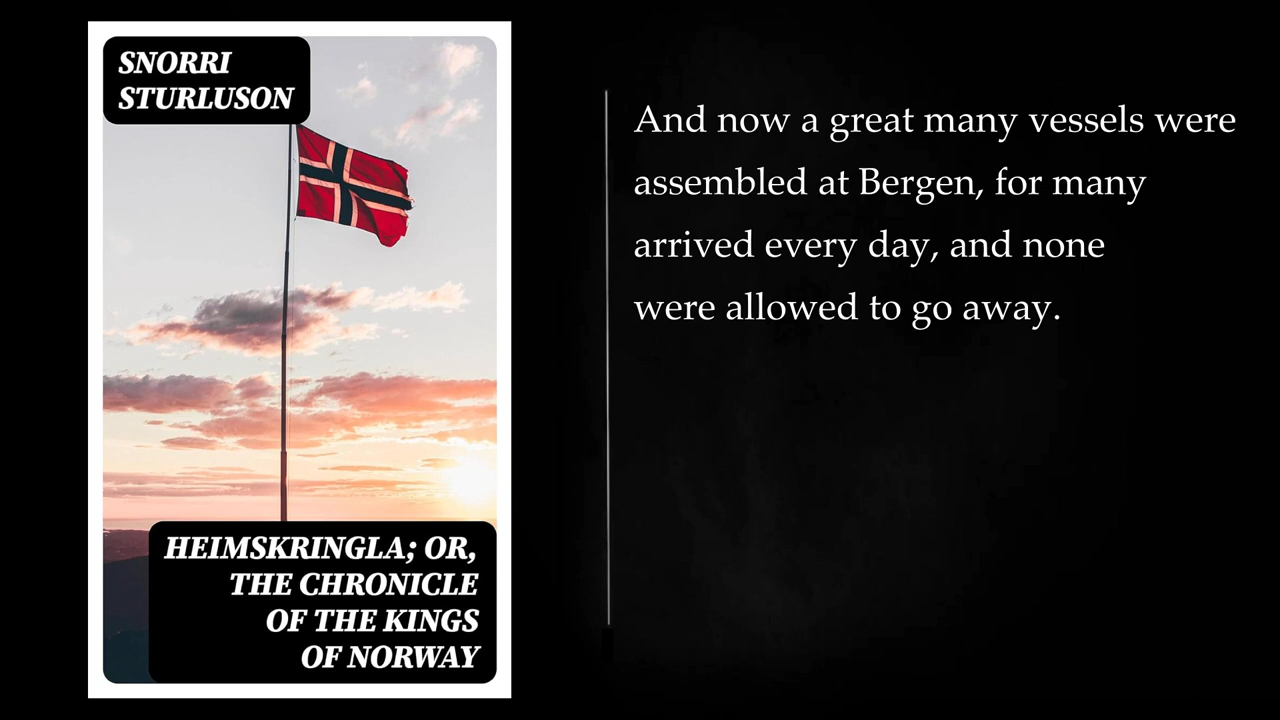 SNORRI
STURLUSON
HEIMSKRINGLA; OR,
THE CHRONICLE
OF THE KINGS
OF NORWAY
And now a great many vessels were
assembled at Bergen, for many
arrived every day, and none
were allowed to go away.